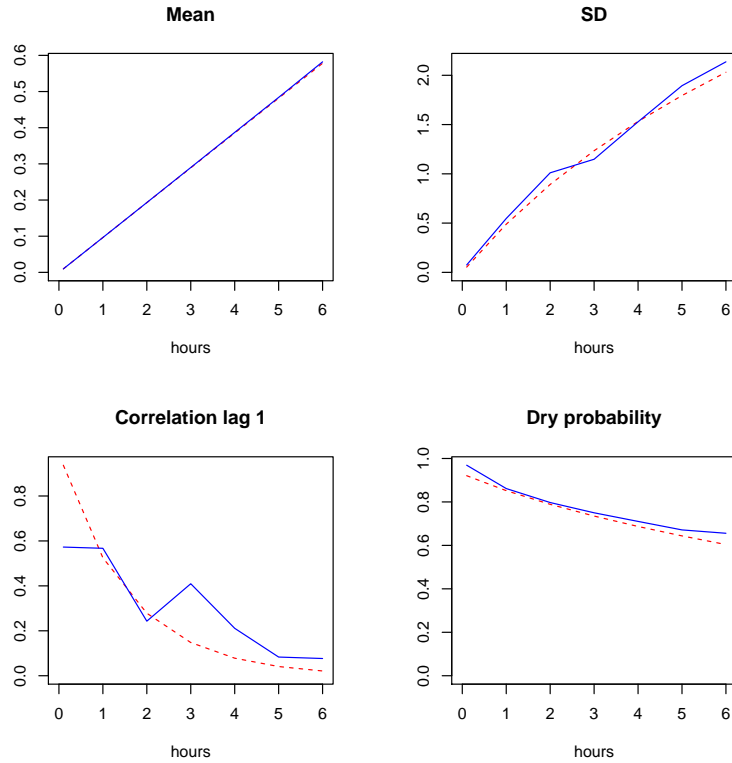 Mean
0.0 0.1 0.2 0.3 0.4 0.5 0.6
0 1 2 3 4 5 6
hours
SD
0.0 0.5 1.0 1.5 2.0
0 1 2 3 4 5 6
hours
Correlation lag 1
0.0 0.2 0.4 0.6 0.8
0 1 2 3 4 5 6
hours
Dry probability
0.0 0.2 0.4 0.6 0.8 1.0
0 1 2 3 4 5 6
hours